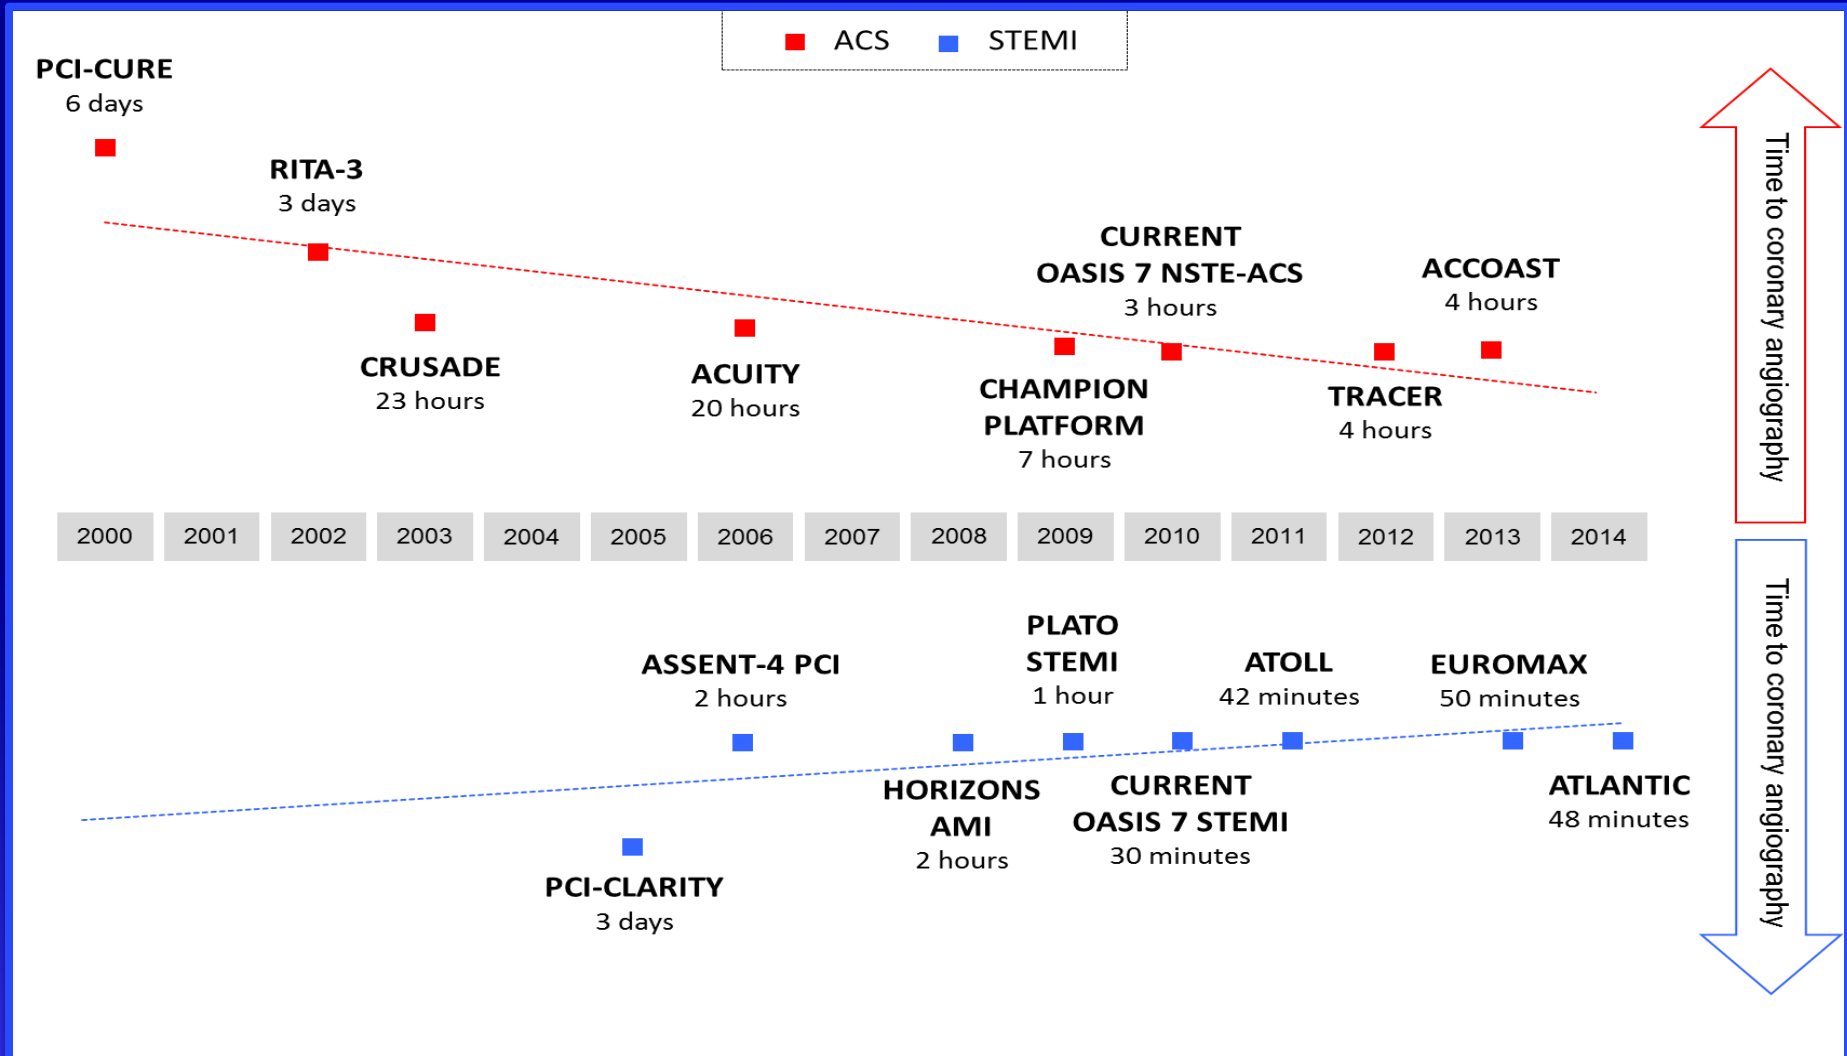 ACS STEMI
PCI-CURE
6 days
RITA-3
3 days
CRUSADE
23 hours
ACUITY
20 hours
CHAMPION
PLATFORM
7 hours
CURRENT
OASIS 7 NSTE-ACS
3 hours
TRACER
4 hours
ACCOAST
4 hours
Time to coronary angiography
2000 2001 2002 2003 2004 2005 2006 2007 2008 2009 2010 2011 2012 2013 2014
PCI-CLARITY
3 days
ASSENT-4 PCI
2 hours
HORIZONS
AMI
2 hours
PLATO
STEMI
1 hour
CURRENT
OASIS 7 STEMI
30 minutes
ATOLL
42 minutes
EUROMAX
50 minutes
ATLANTIC
48 minutes
Time to coronary angiography